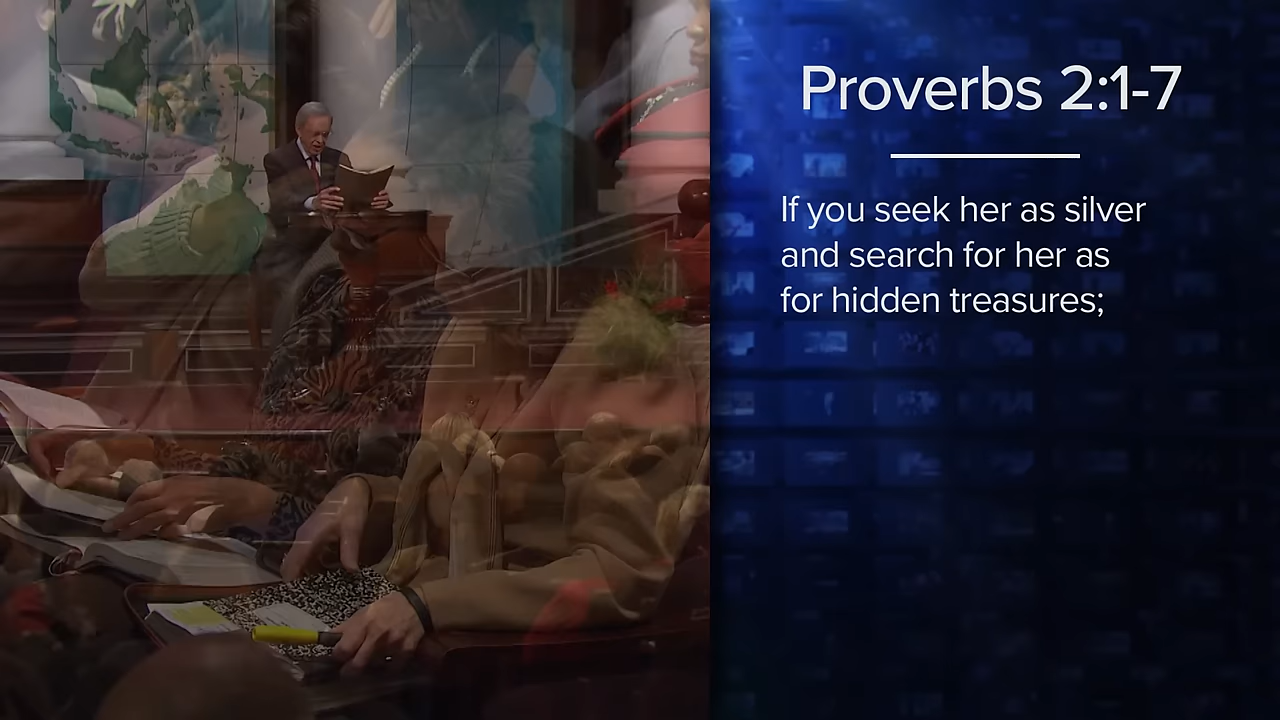 Proverbs 2:1-7
If you seek her as silver
and search for her as
for hidden treasures;